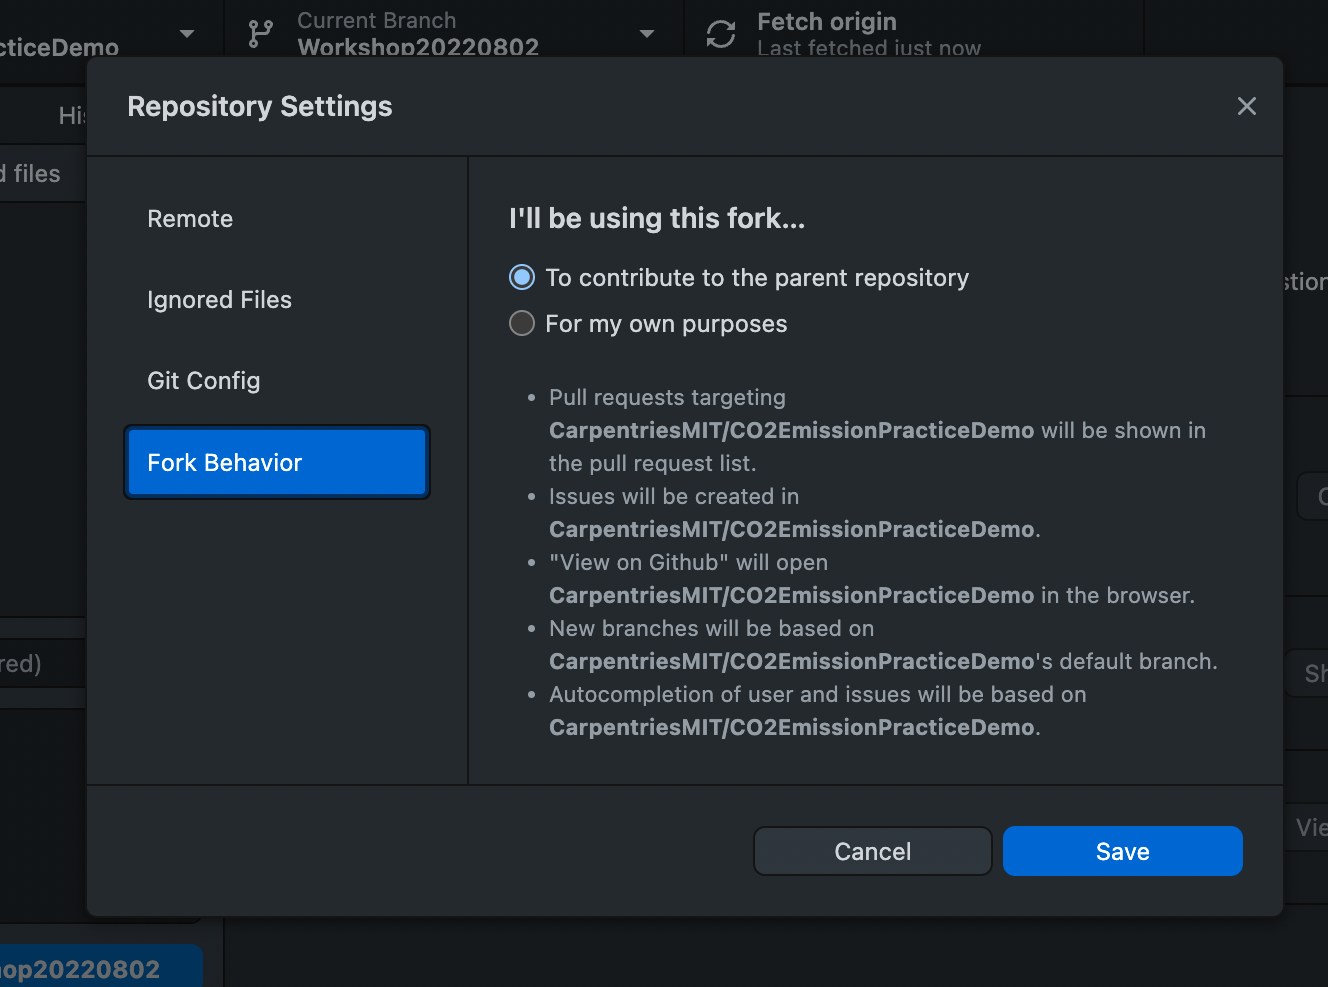 Current Branch
Fetch origin
cticeDemo
Workshop20220802
Last fetched just now
Repository Settings
files
Remote
Ignored Files
Git Config
Fork Behavior
I'll be using this fork...
To contribute to the parent repository
For my own purposes
• Pull requests targeting
CarpentriesMIT/CO2EmissionPracticeDemo will be shown in
the pull request list.
• Issues will be created in
CarpentriesMIT/CO2EmissionPracticeDemo.
• "View on Github" will open
CarpentriesMIT/CO2EmissionPracticeDemo in the browser.
• New branches will be based on
CarpentriesMIT/CO2EmissionPracticeDemo's default branch.
• Autocompletion of user and issues will be based on
CarpentriesMIT/CO2EmissionPracticeDemo.
red)
Cancel
Save
op20220802